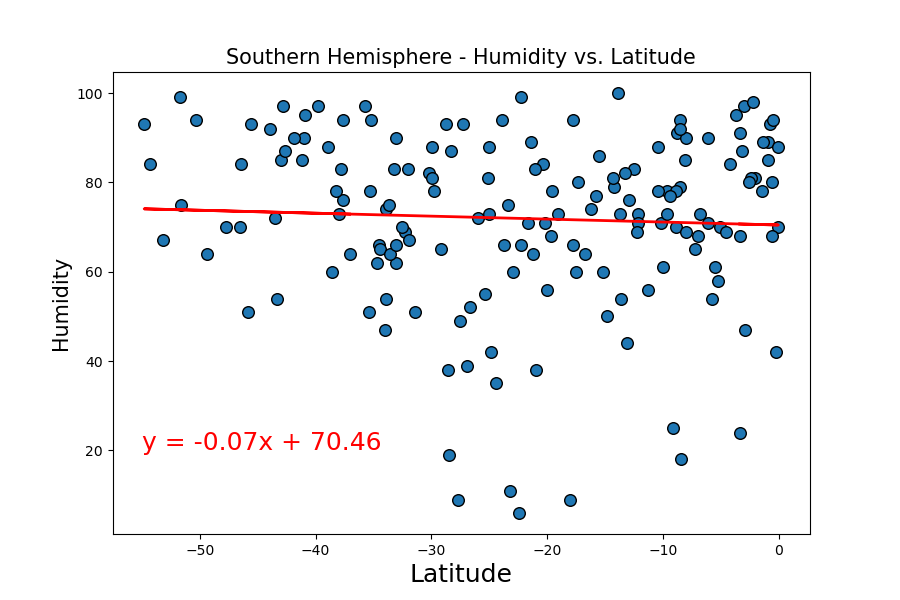 Southern Hemisphere - Humidity vs. Latitude
100
80
60
40
20
Humidity
y = -0.07x + 70.46
−50
−40
−30
−20
−10
0
Latitude